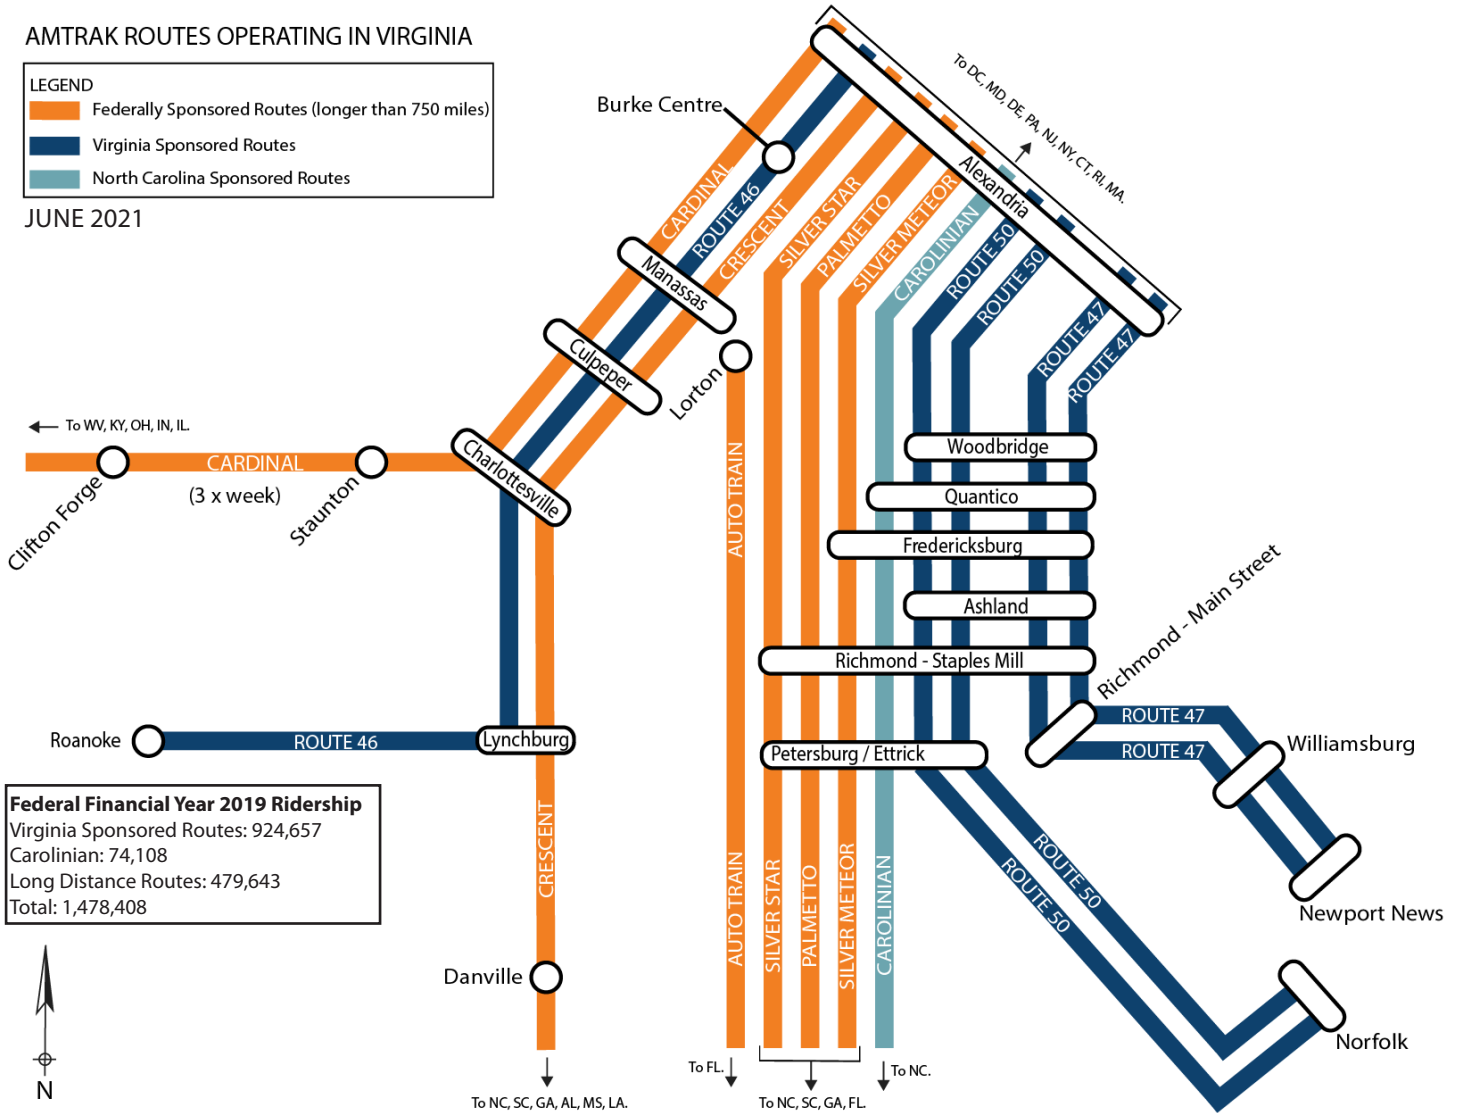 AMTRAK ROUTES OPERATING IN VIRGINIA
LEGEND
Federally Sponsored Routes (longer than 750 miles)
Virginia Sponsored Routes
North Carolina Sponsored Routes
JUNE 2021
Burke Centre
To DC, MD, DE, PA, NJ, NY, CT, RI, MA.
Alexandria
CARDINAL
ROUTE 46
CRESCENT
SILVER STAR
PALMETTO
SILVER METEOR
CAROLINIAN
ROUTE 50
ROUTE 50
ROUTE 47
ROUTE 47
Manassas
Culpeper
Lorton
To WV, KY, OH, IN, IL.
CARDINAL
(3 x week)
Clifton Forge
Staunton
Charlottesville
AUTO TRAIN
Woodbridge
Quantico
Fredericksburg
Ashland
Richmond - Staples Mill
Richmond - Main Street
ROUTE 47
ROUTE 47
Williamsburg
Newport News
Roanoke
ROUTE 46
Lynchburg
Petersburg / Ettrick
Federal Financial Year 2019 Ridership
Virginia Sponsored Routes: 924,657
Carolinian: 74,108
Long Distance Routes: 479,643
Total: 1,478,408
CRESCENT
AUTO TRAIN
SILVER STAR
PALMETTO
SILVER METEOR
CAROLINIAN
ROUTE 50
ROUTE 50
Danville
Norfolk
N
To NC, SC, GA, AL, MS, LA.
To FL.
To NC, SC, GA, FL.
To NC.